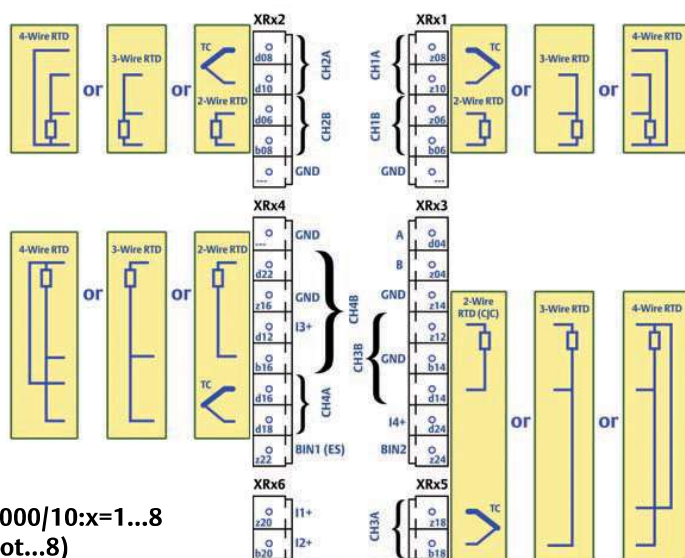 XRx2
XRx1
4-Wire RTD
3-Wire RTD
TC
2-Wire RTD
or
or
d08
d10
d06
b08
---
CH2A
CH2B
GND
CH1A
CH1B
GND
z08
z10
z06
b06
---
TC
2-Wire RTD
or
3-Wire RTD
or
4-Wire RTD
XRx4
XRx3
4-Wire RTD
or
3-Wire RTD
or
2-Wire RTD
TC
---
d22
z16
d12
b16
d16
d18
z22
GND
GND
I3+
CH4B
CH4A
BIN1 (ES)
A
B
GND
GND
CH3B
I4+
BIN2
d04
z04
z14
z12
b14
d14
d24
z24
2-Wire
RTD (CJC)
TC
or
3-Wire RTD
or
4-Wire RTD
XRx6
XRx5
z20
b20
I1+
I2+
CH3A
z18
b18
000/10:x=1...8
ot...8)